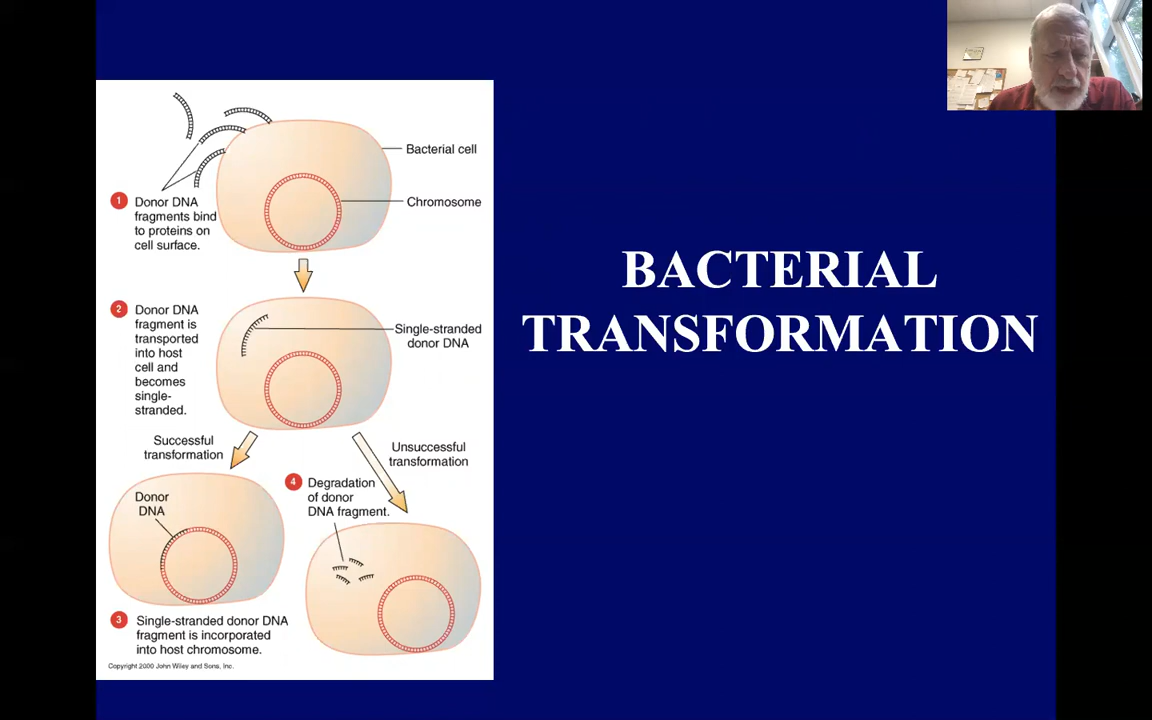 Bacterial cell
Chromosome
1 Donor DNA
fragments bind
to proteins on
cell surface.
2 Donor DNA
fragment is
transported
into host
cell and
becomes
single-
stranded.
Single-stranded
donor DNA
Successful
transformation
Unsuccessful
transformation
4 Degradation
of donor
DNA fragment.
Donor
DNA
3 Single-stranded donor DNA
fragment is incorporated
into host chromosome.
Copyright 2000 John Wiley and Sons, Inc.
BACTERIAL
TRANSFORMATION